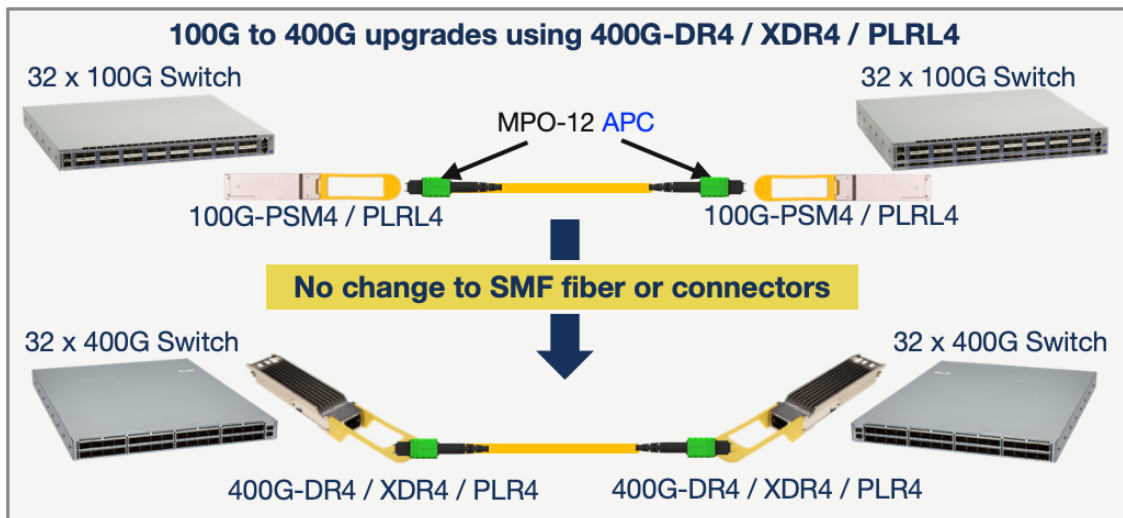 100G to 400G upgrades using 400G-DR4 / XDR4 / PLRL4
32 x 100G Switch
32 x 100G Switch
MPO-12 APC
100G-PSM4 / PLRL4
100G-PSM4 / PLRL4
No change to SMF fiber or connectors
32 x 400G Switch
32 x 400G Switch
400G-DR4 / XDR4 / PLR4
400G-DR4 / XDR4 / PLR4